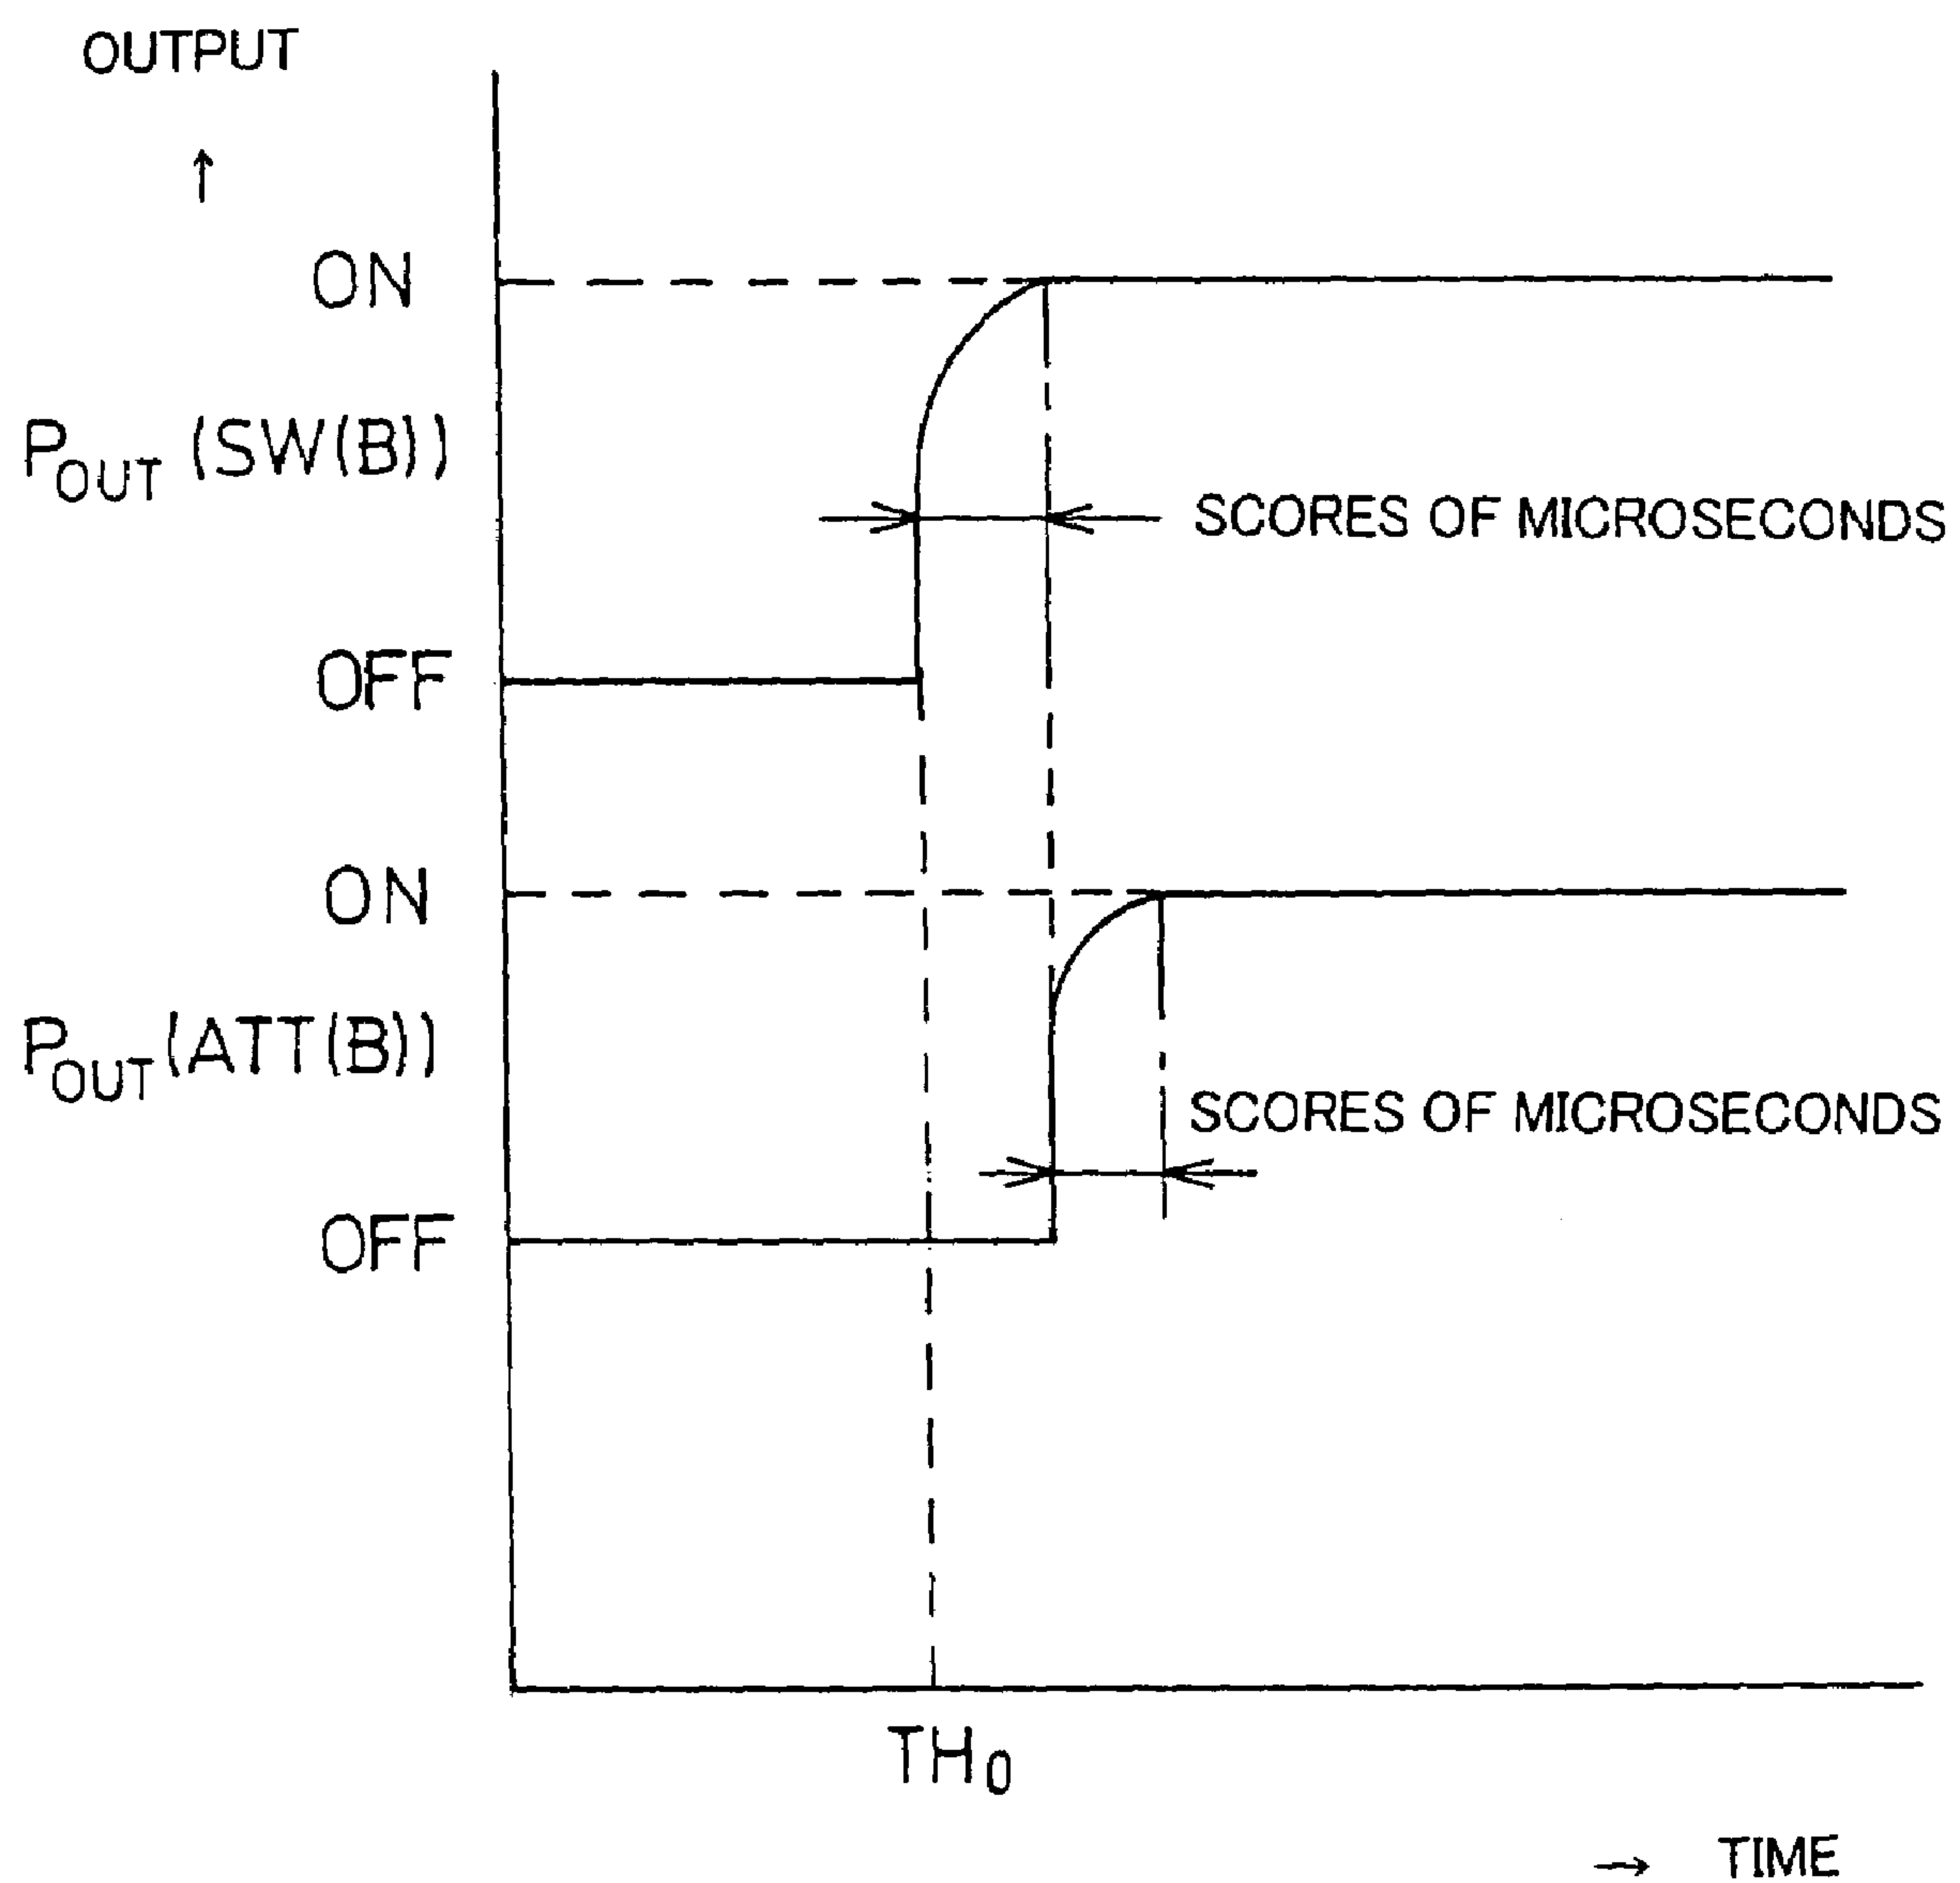 OUTPUT
↑
ON
POUT (SW(B))
SCORES OF MICROSECONDS
OFF
ON
POUT (ATT(B))
SCORES OF MICROSECONDS
OFF
TH0
→ TIME